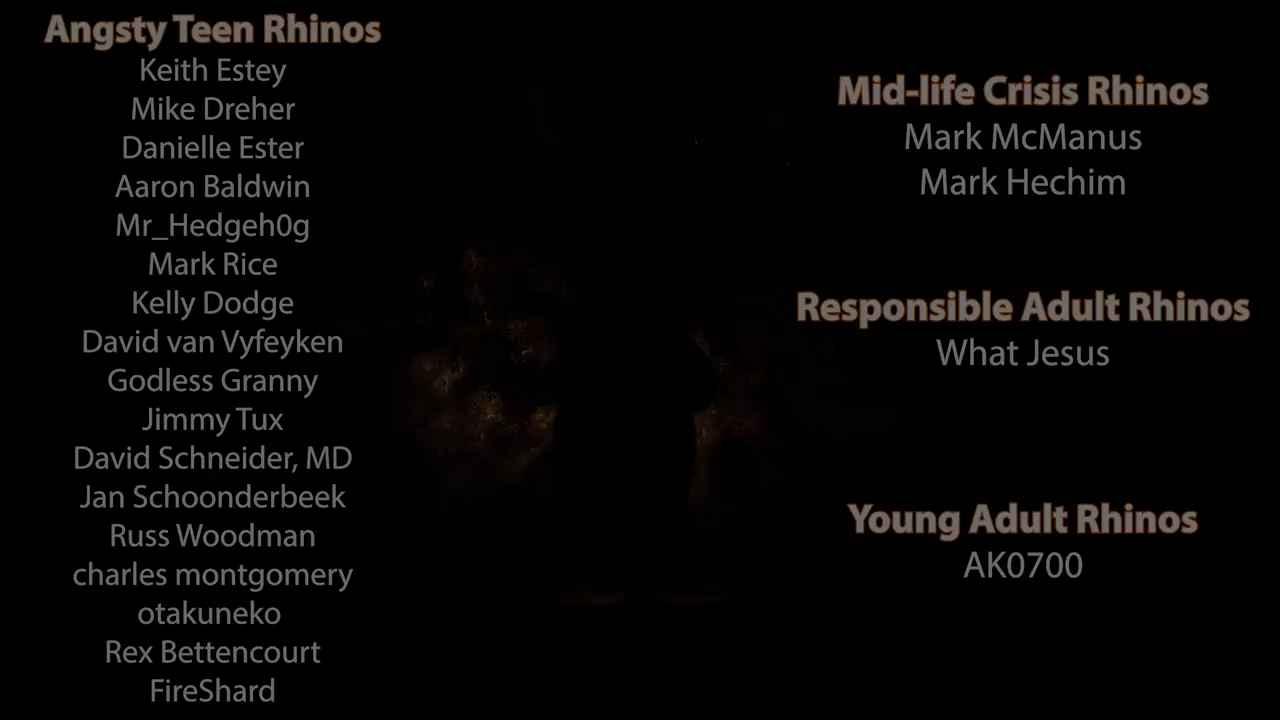 Angsty Teen Rhinos
Keith Estey
Mike Dreher
Danielle Ester
Aaron Baldwin
Mr_Hedgeh0g
Mark Rice
Kelly Dodge
David van Vyfeyken
Godless Granny
Jimmy Tux
David Schneider, MD
Jan Schoonderbeek
Russ Woodman
charles montgomery
otakuneko
Rex Bettencourt
FireShard
Mid-life Crisis Rhinos
Mark McManus
Mark Hechim
Responsible Adult Rhinos
What Jesus
Young Adult Rhinos
AK0700